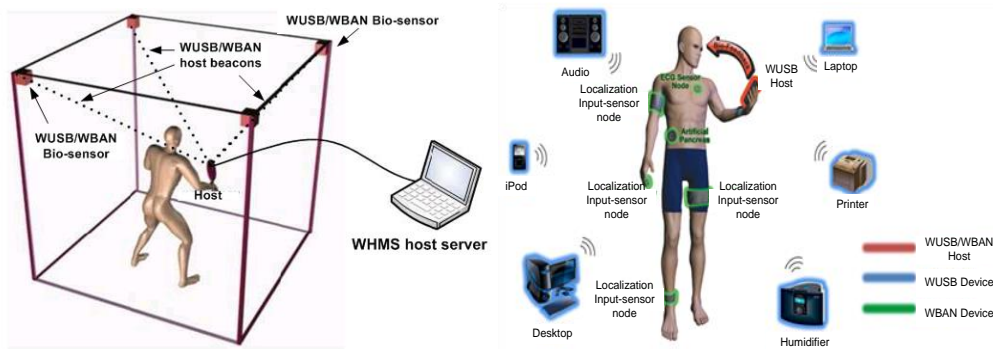 WUSB/WBAN Bio-sensor
WUSB/WBAN
host beacons
WUSB/WBAN
Bio-sensor
Host
WHMS host server
Audio
Laptop
WUSB
Host
ECG Sensor
Node
Localization
Input-sensor
node
Artificial
Pancreas
iPod
Localization
Input-sensor
node
Localization
Input-sensor
node
Printer
WUSB/WBAN
Host
WUSB Device
WBAN Device
Localization
Input-sensor
node
Desktop
Humidifier